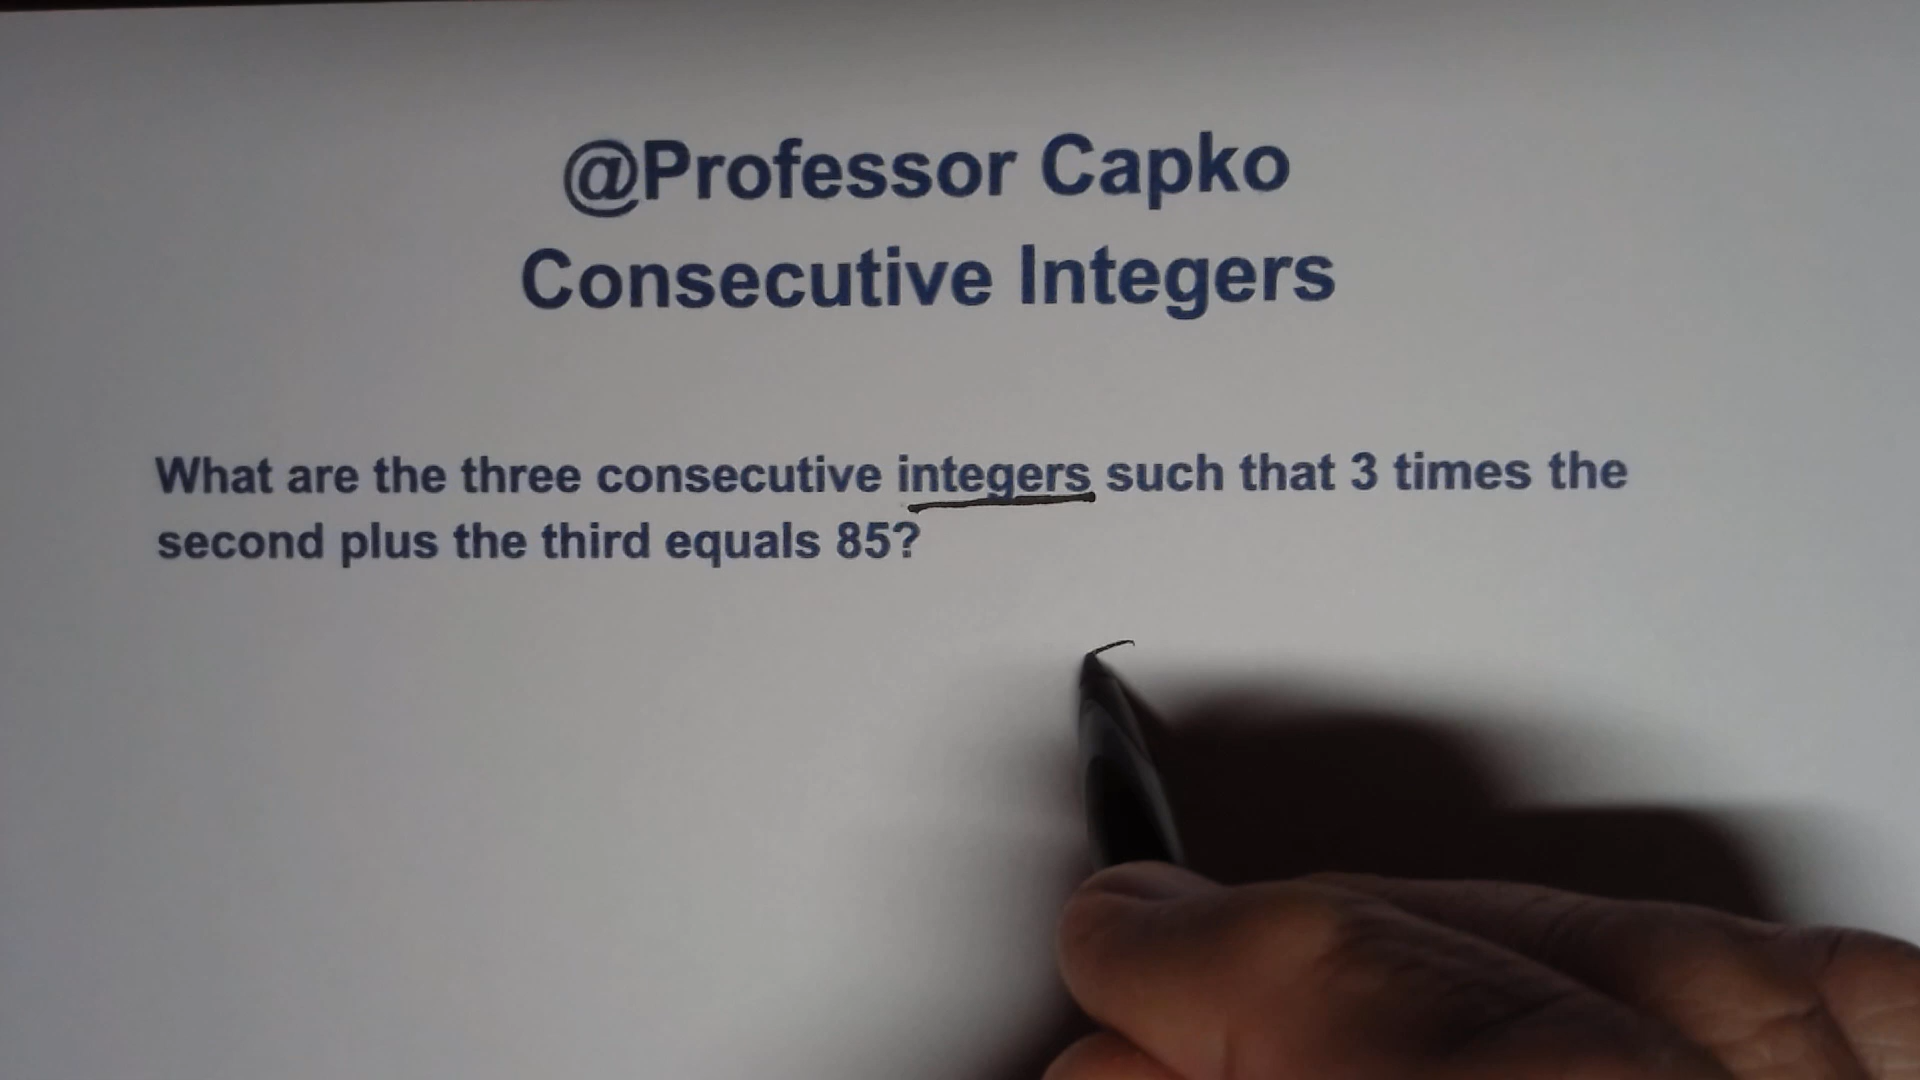 @Professor Capko
Consecutive Integers
What are the three consecutive integers such that 3 times the
second plus the third equals 85?